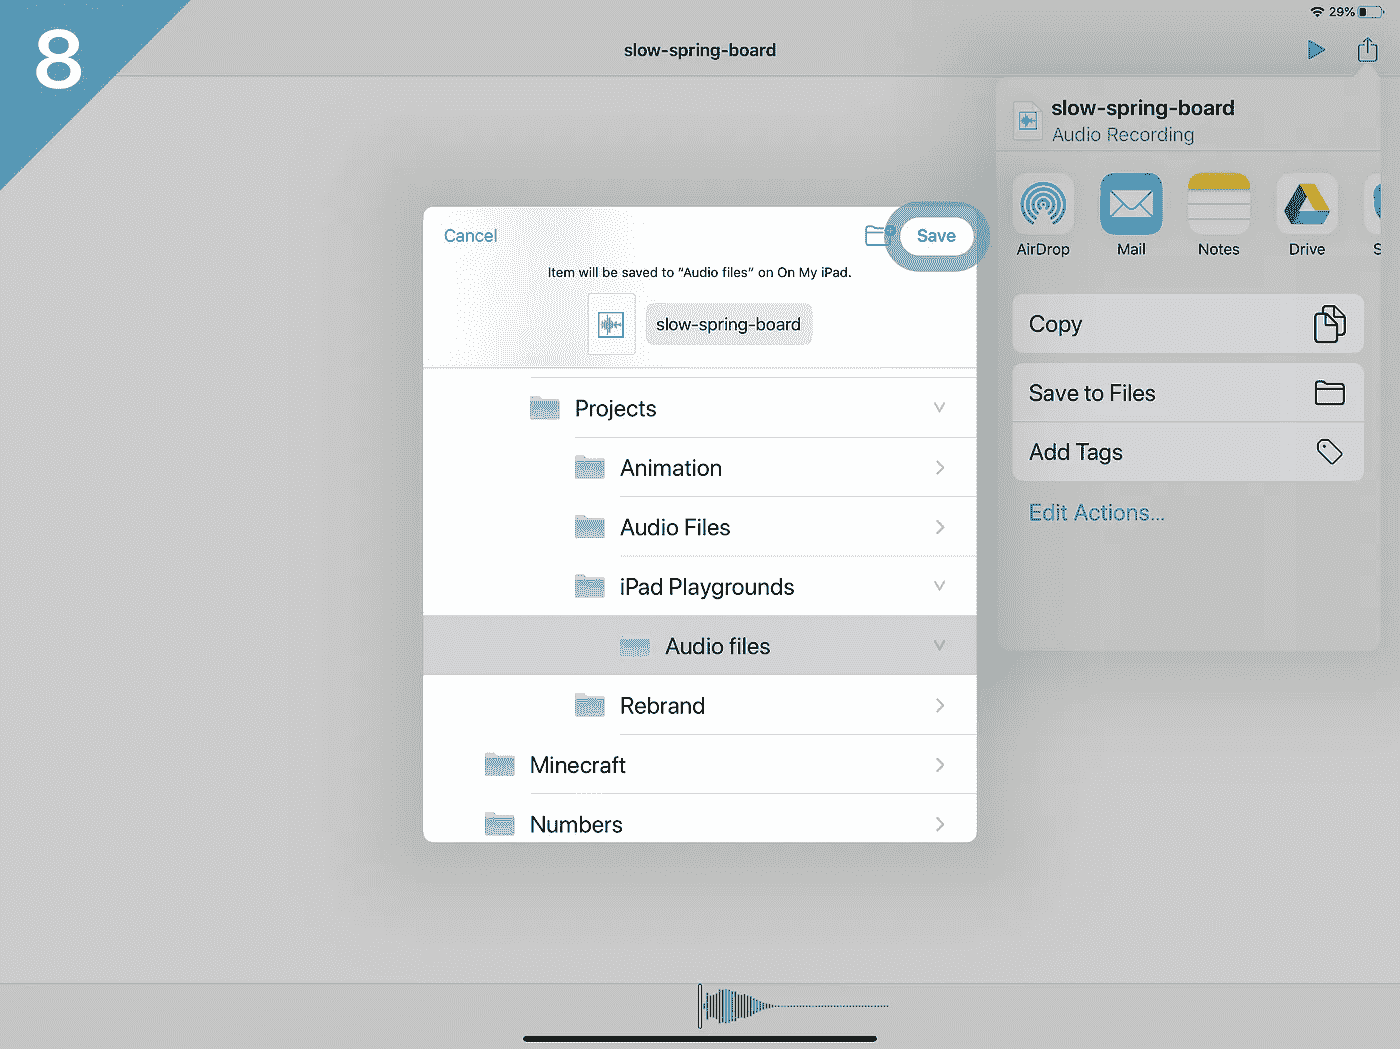 8
29%
slow-spring-board
slow-spring-board
Audio Recording
AirDrop
Mail
Notes
Drive
S
Copy
Save to Files
Add Tags
Edit Actions...
Cancel
Save
Item will be saved to “Audio files” on On My iPad.
slow-spring-board
Projects
Animation
Audio Files
iPad Playgrounds
Audio files
Rebrand
Minecraft
Numbers